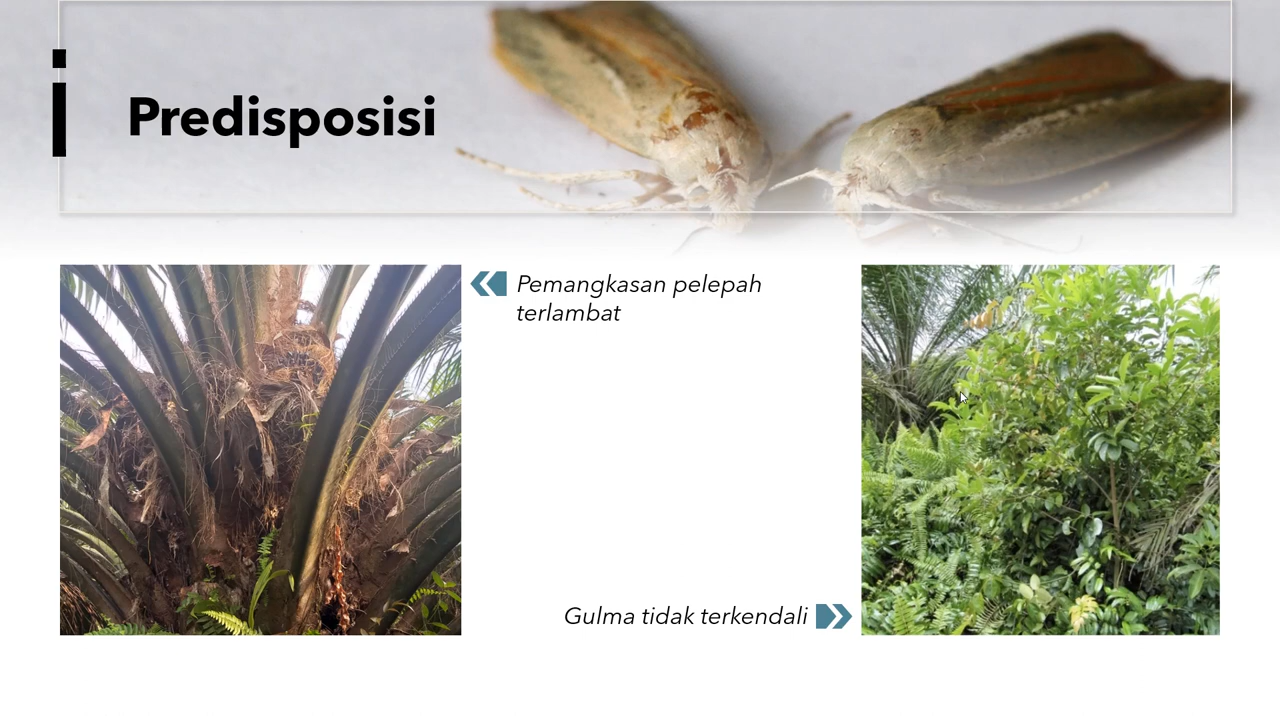 Predisposisi
Pemangkasan pelepah
terlambat
Gulma tidak terkendali